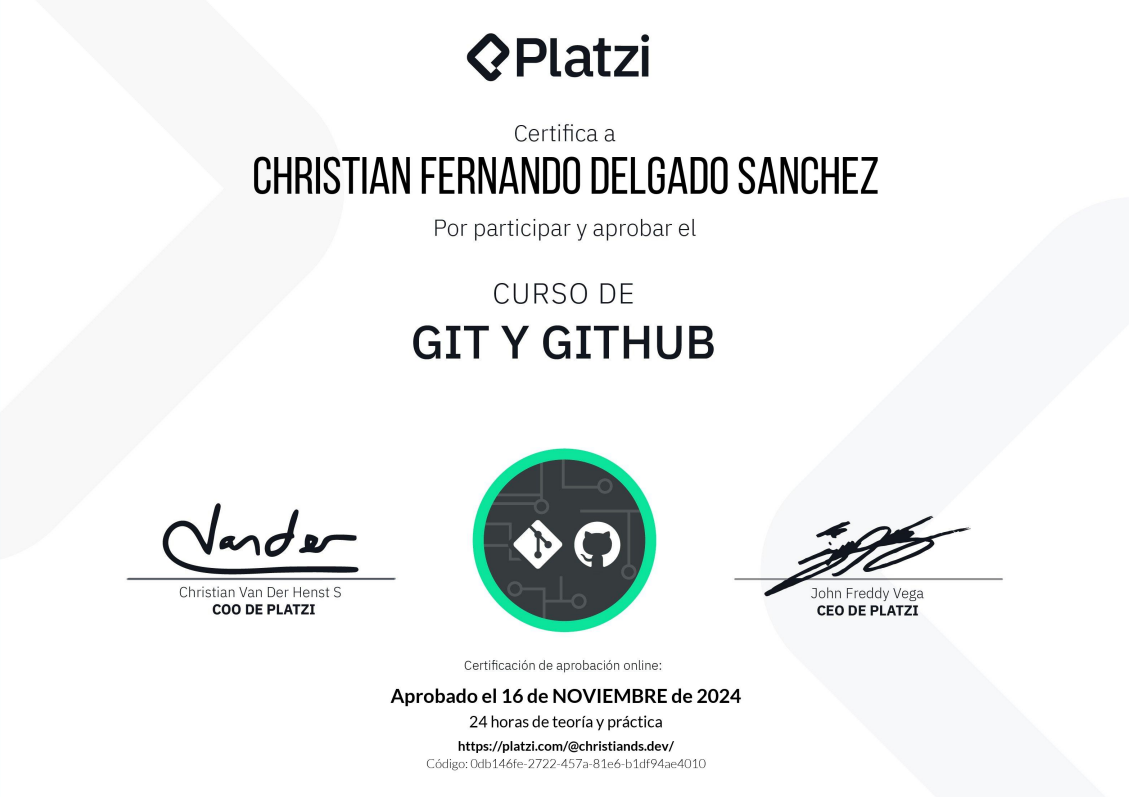 Platzi
Certifica a
CHRISTIAN FERNANDO DELGADO SANCHEZ
Por participar y aprobar el
CURSO DE
GIT Y GITHUB
Vander
Christian Van Der Henst S
COO DE PLATZI
John Freddy Vega
CEO DE PLATZI
Certificación de aprobación online:
Aprobado el 16 de NOVIEMBRE de 2024
24 horas de teoría y práctica
https://platzi.com/@christiands.dev/
Código: 0db146fe-2722-457a-81e6-b1df94ae4010